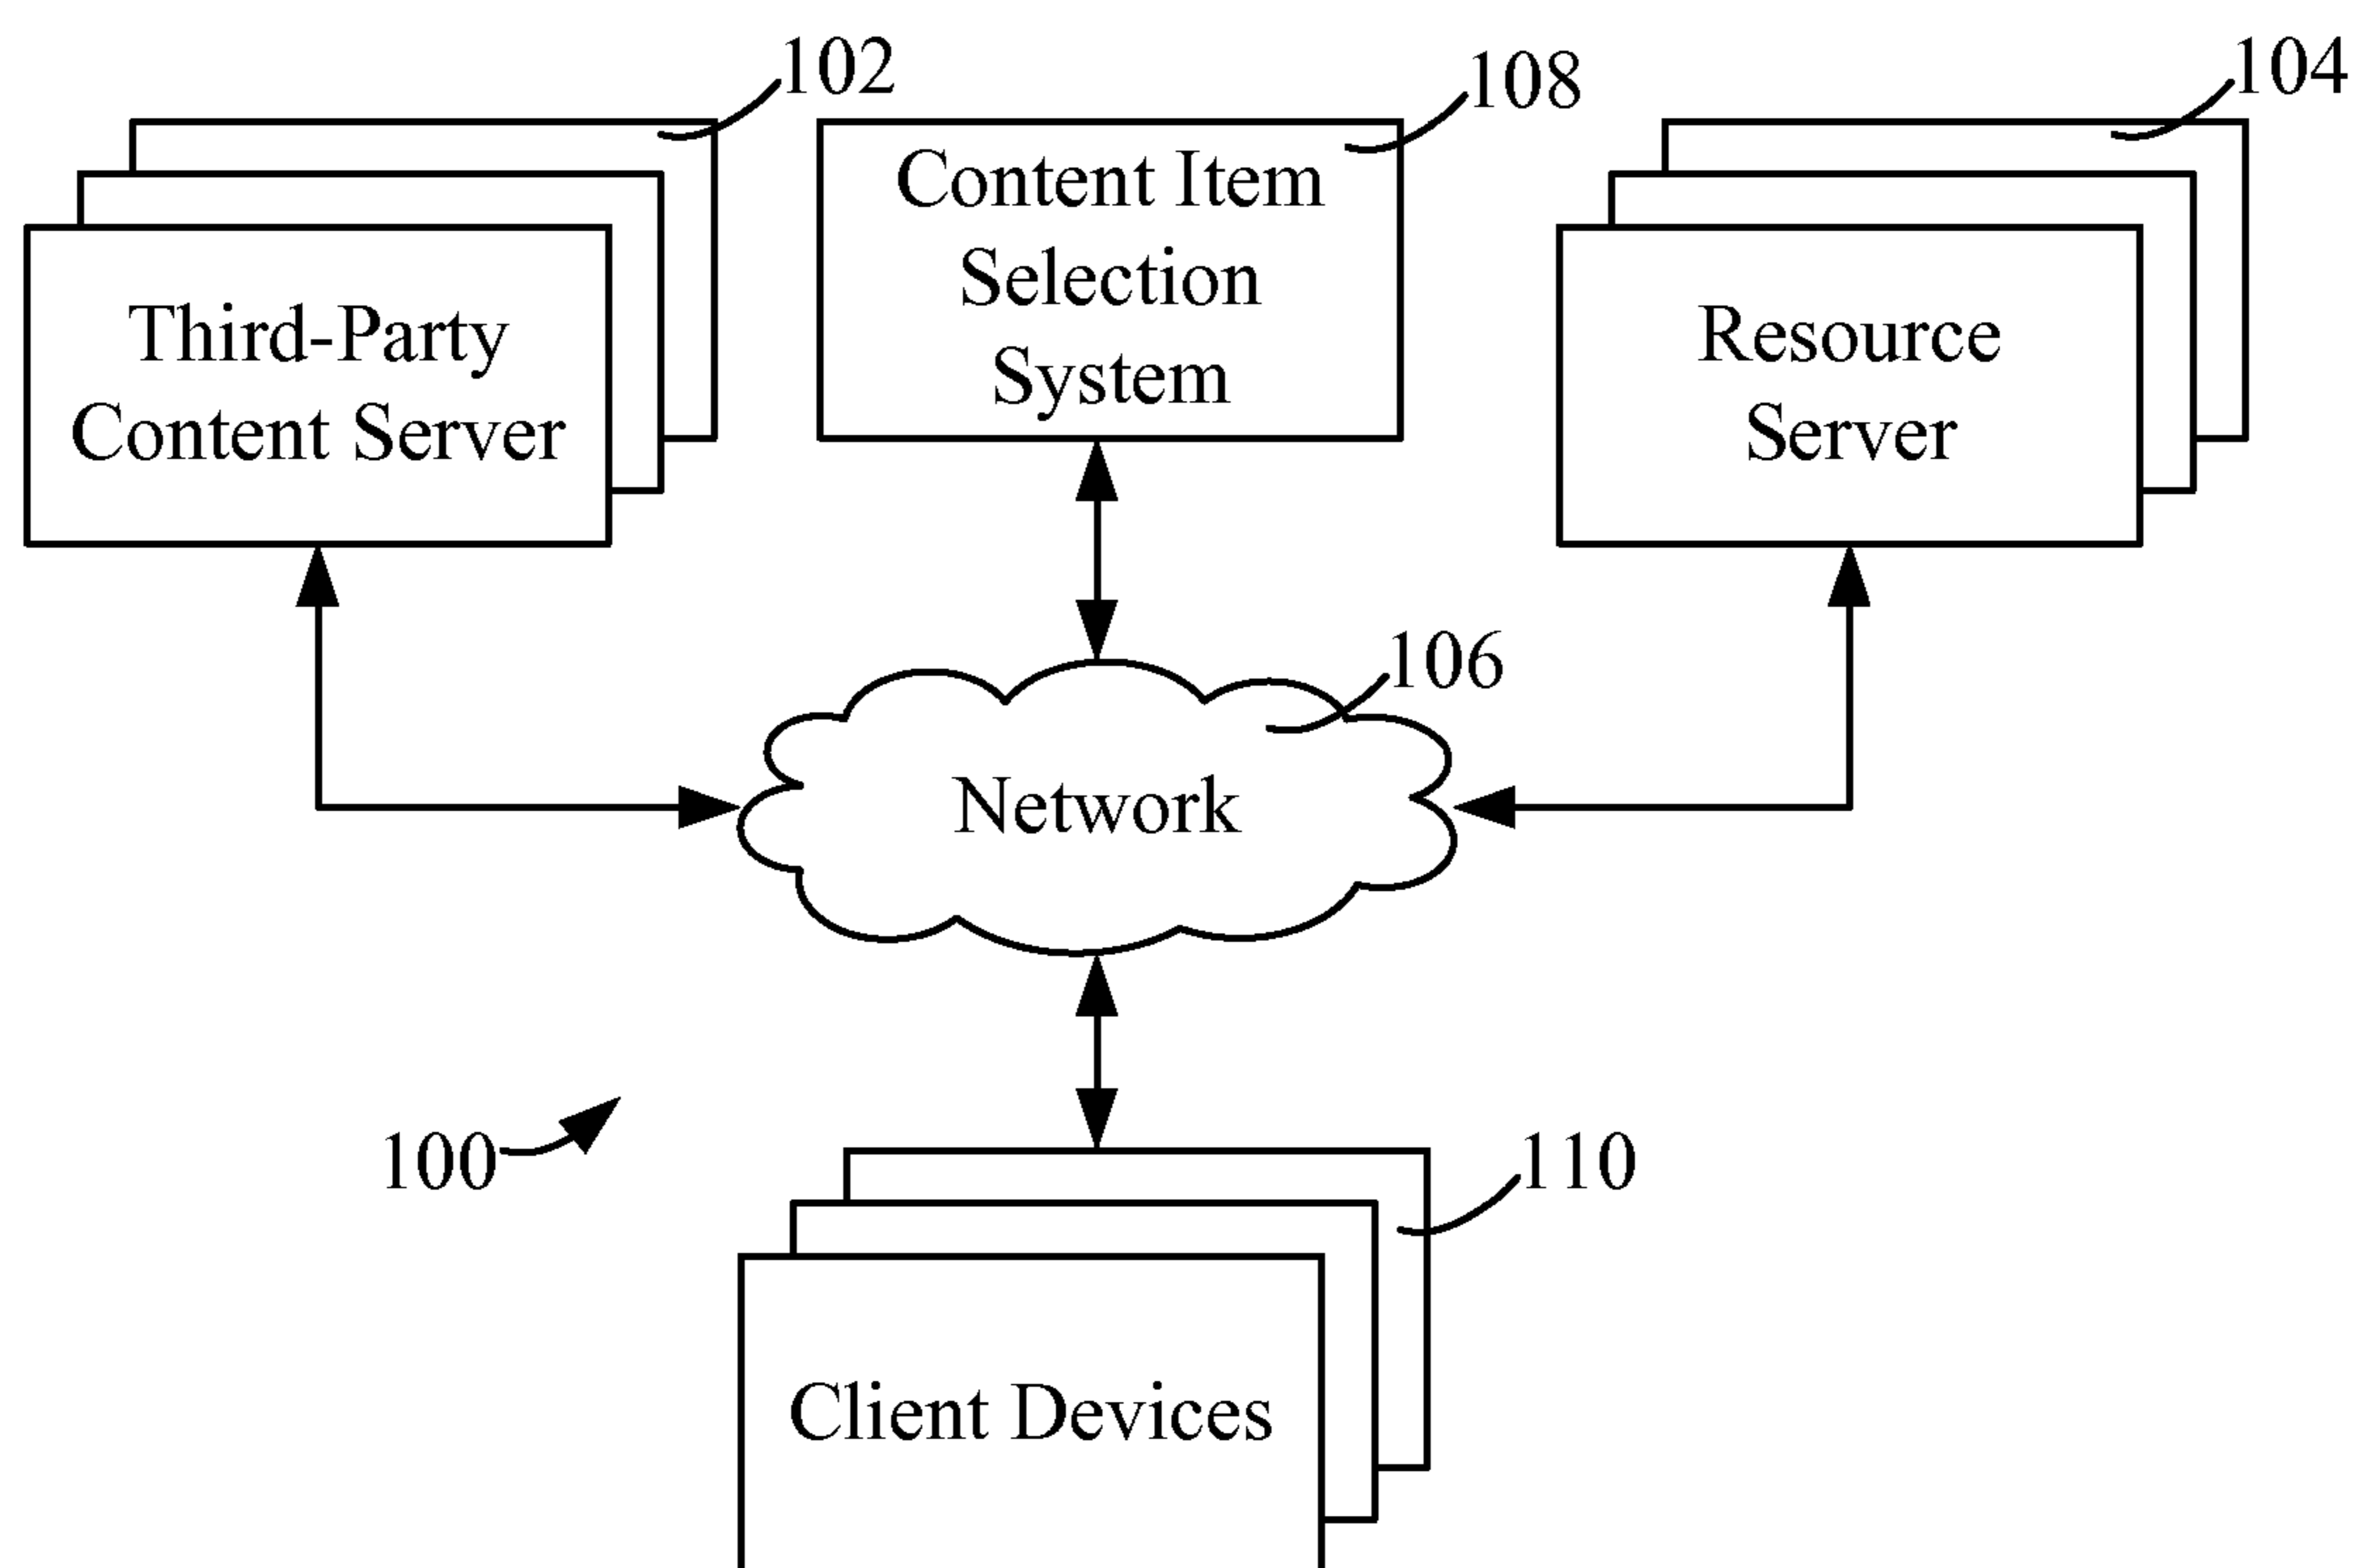 102
108
104
Content Item
Selection
System
Third-Party
Content Server
Resource
Server
106
Network
100
110
Client Devices